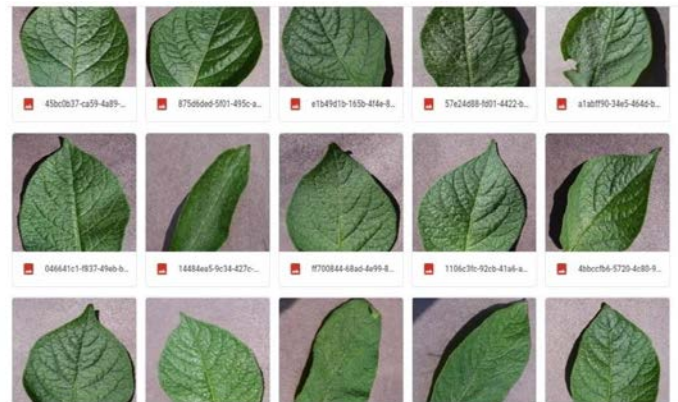 45bc0b37-ca59-4a89-...
875d6ded-5f01-495c-a...
e1b49d1b-165b-4f4e-8...
57e24d88-fd01-4422-b...
a1abff90-34e5-464d-b...
046641c1-f837-49eb-b...
14484ea5-9c34-427c-...
ff700844-68ad-4e99-8...
1106c3fc-92cb-41a6-a...
4bbccfb6-5720-4c80-9...